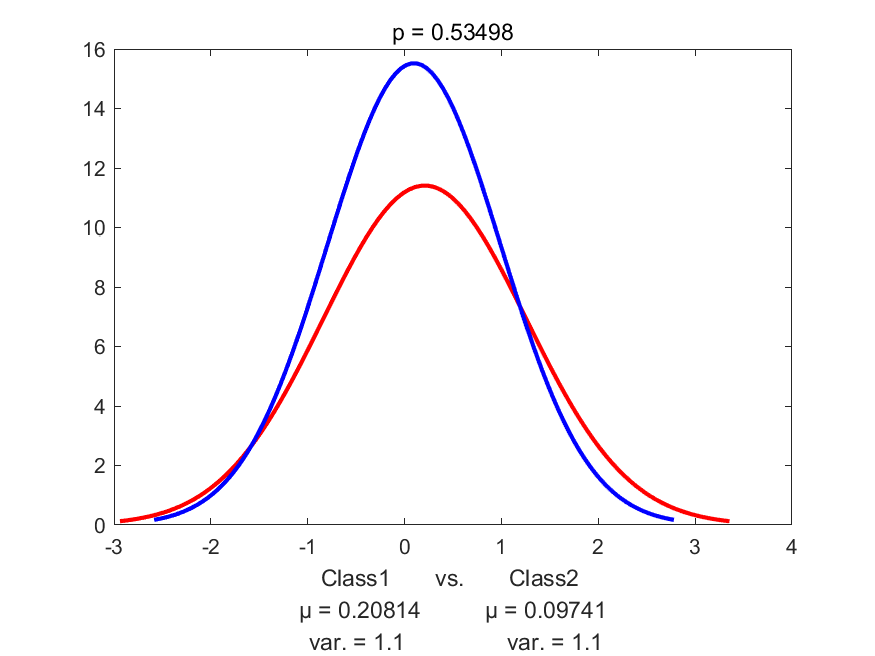 p = 0.53498
16
14
12
10
8
6
4
2
0
-3 -2 -1 0 1 2 3 4
Class1 vs. Class2
μ = 0.20814 μ = 0.09741
var. = 1.1 var. = 1.1